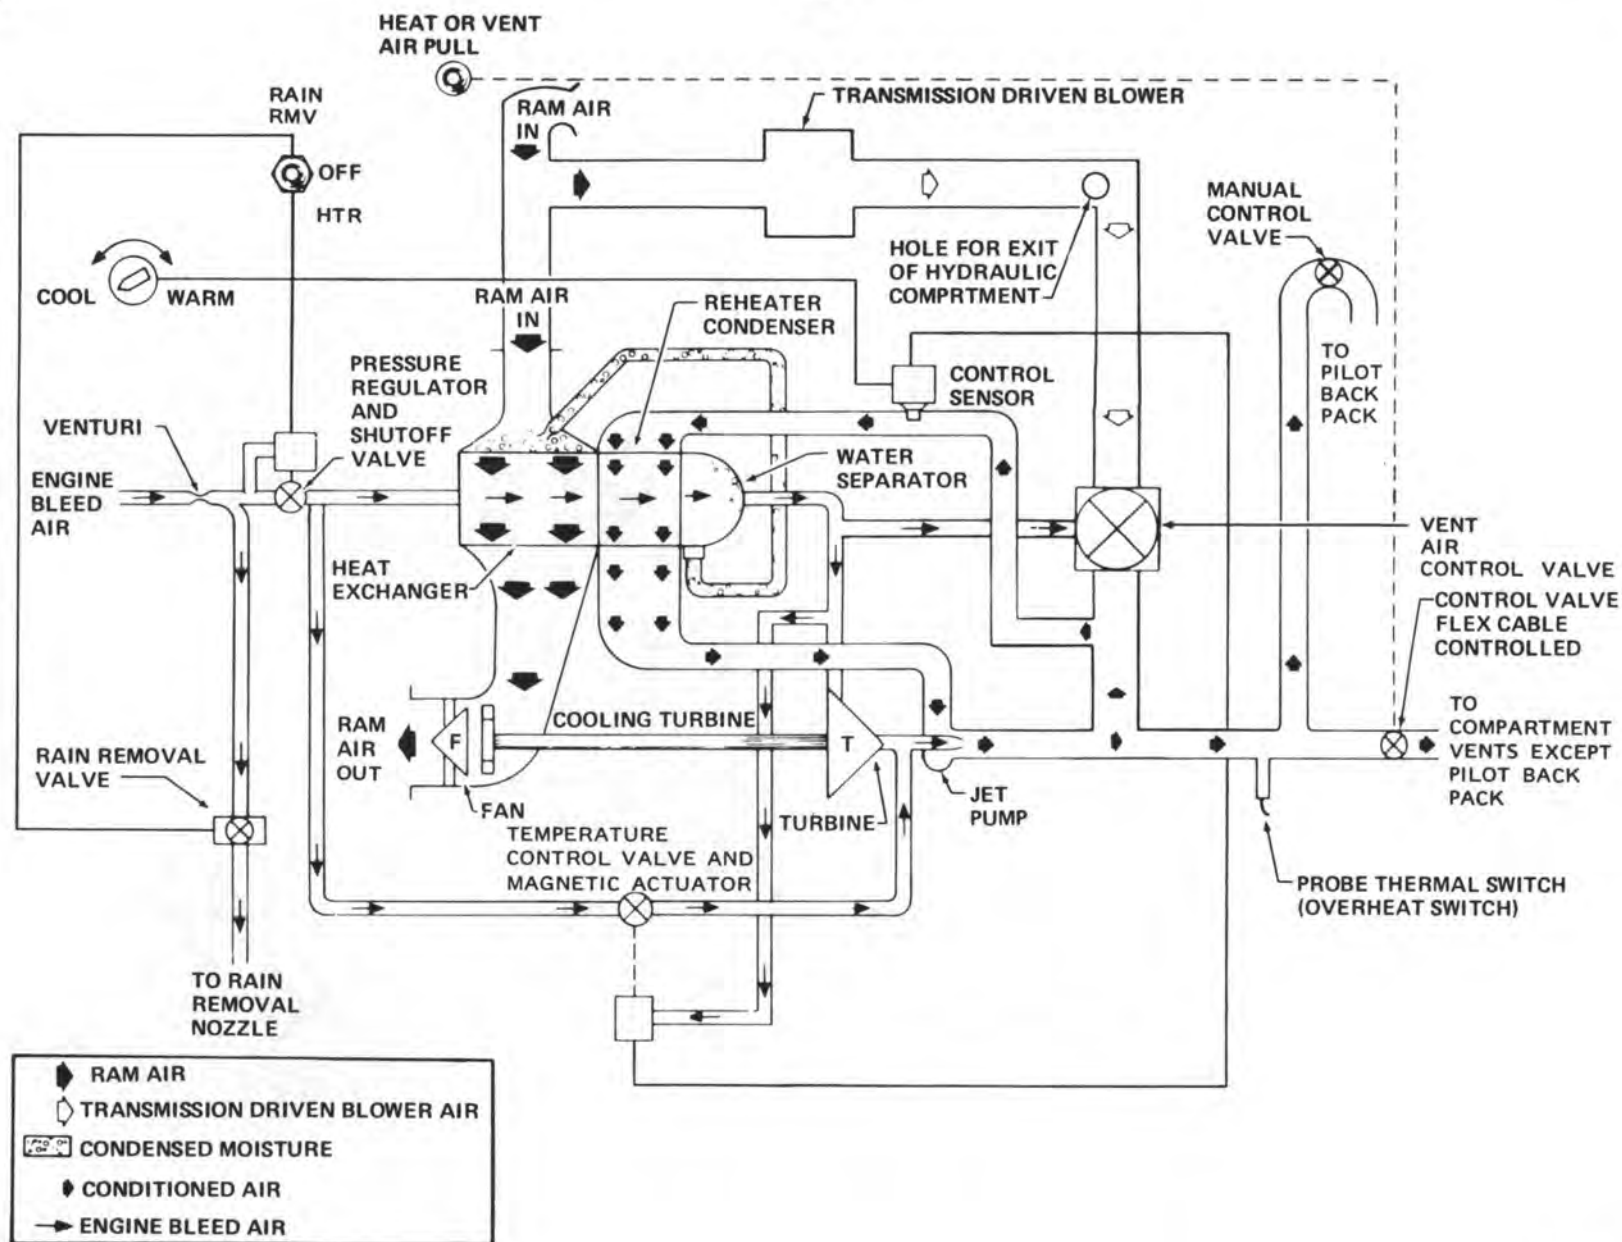 HEAT OR VENT
AIR PULL
RAIN
RMV
OFF
HTR
COOL
WARM
RAM AIR
IN
TRANSMISSION DRIVEN BLOWER
MANUAL
CONTROL
VALVE
HOLE FOR EXIT
OF HYDRAULIC
COMPRTMENT
RAM AIR
IN
REHEATER
CONDENSER
PRESSURE
REGULATOR
AND
SHUTOFF
VALVE
CONTROL
SENSOR
TO
PILOT
BACK
PACK
VENTURI
ENGINE
BLEED
AIR
WATER
SEPARATOR
HEAT
EXCHANGER
VENT
AIR
CONTROL VALVE
CONTROL VALVE
FLEX CABLE
CONTROLLED
RAM
AIR
OUT
F
COOLING TURBINE
T
TO
COMPARTMENT
VENTS EXCEPT
PILOT BACK
PACK
RAIN REMOVAL
VALVE
FAN
TURBINE
JET
PUMP
TEMPERATURE
CONTROL VALVE AND
MAGNETIC ACTUATOR
PROBE THERMAL SWITCH
(OVERHEAT SWITCH)
TO RAIN
REMOVAL
NOZZLE
RAM AIR
TRANSMISSION DRIVEN BLOWER AIR
CONDENSED MOISTURE
CONDITIONED AIR
ENGINE BLEED AIR